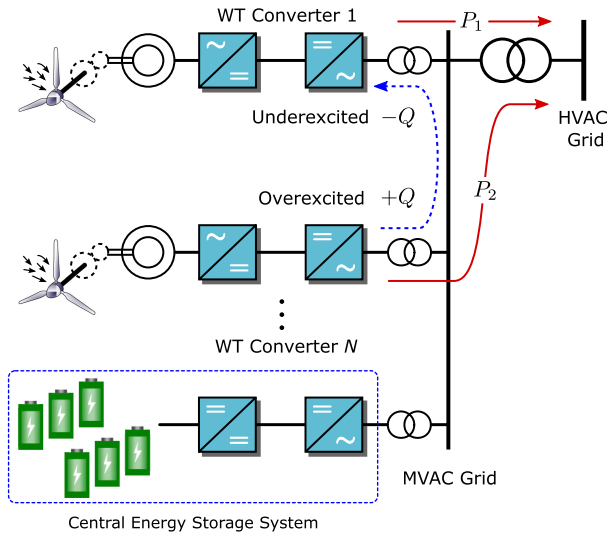 WT Converter 1
P₁
HVAC
Grid
Underexcited −Q
P₂
Overexcited +Q
WT Converter N
MVAC Grid
Central Energy Storage System